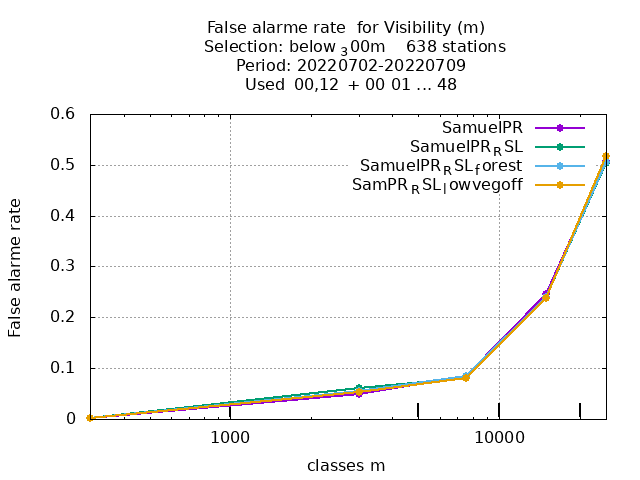 False alarme rate  for Visibility (m)
Selection: below ₃00m    638 stations
Period: 20220702-20220709
Used  00,12  + 00 01 ... 48
SamuelPR
SamuelPR_RSL
SamuelPR_RSL_forest
SamPR_RSL_lowvegoff
0.6
0.5
0.4
0.3
0.2
0.1
0
False alarme rate
1000
10000
classes m